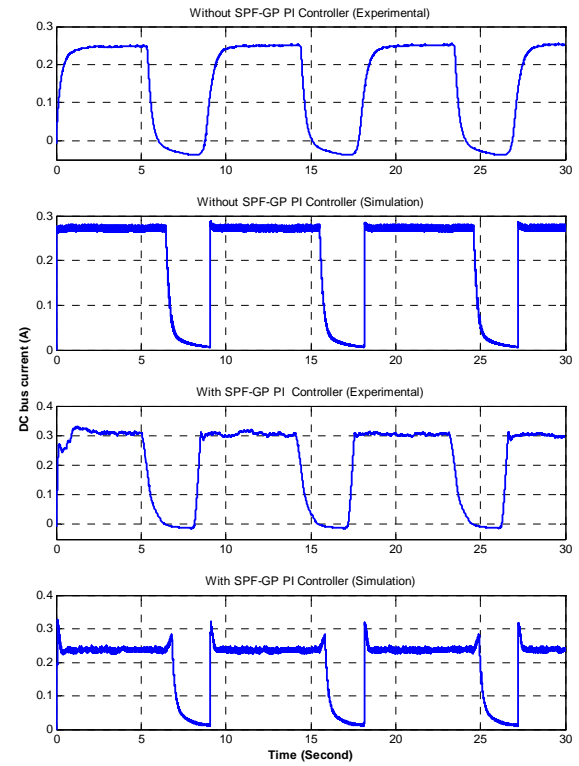 Without SPF-GP PI Controller (Experimental)
0.3
0.2
0.1
0
0 5 10 15 20 25 30
Without SPF-GP PI Controller (Simulation)
0.3
0.2
0.1
0
0 5 10 15 20 25 30
DC bus current (A)
With SPF-GP PI Controller (Experimental)
0.4
0.3
0.2
0.1
0
0 5 10 15 20 25 30
With SPF-GP PI Controller (Simulation)
0.4
0.3
0.2
0.1
0
0 5 10 15 20 25 30
Time (Second)